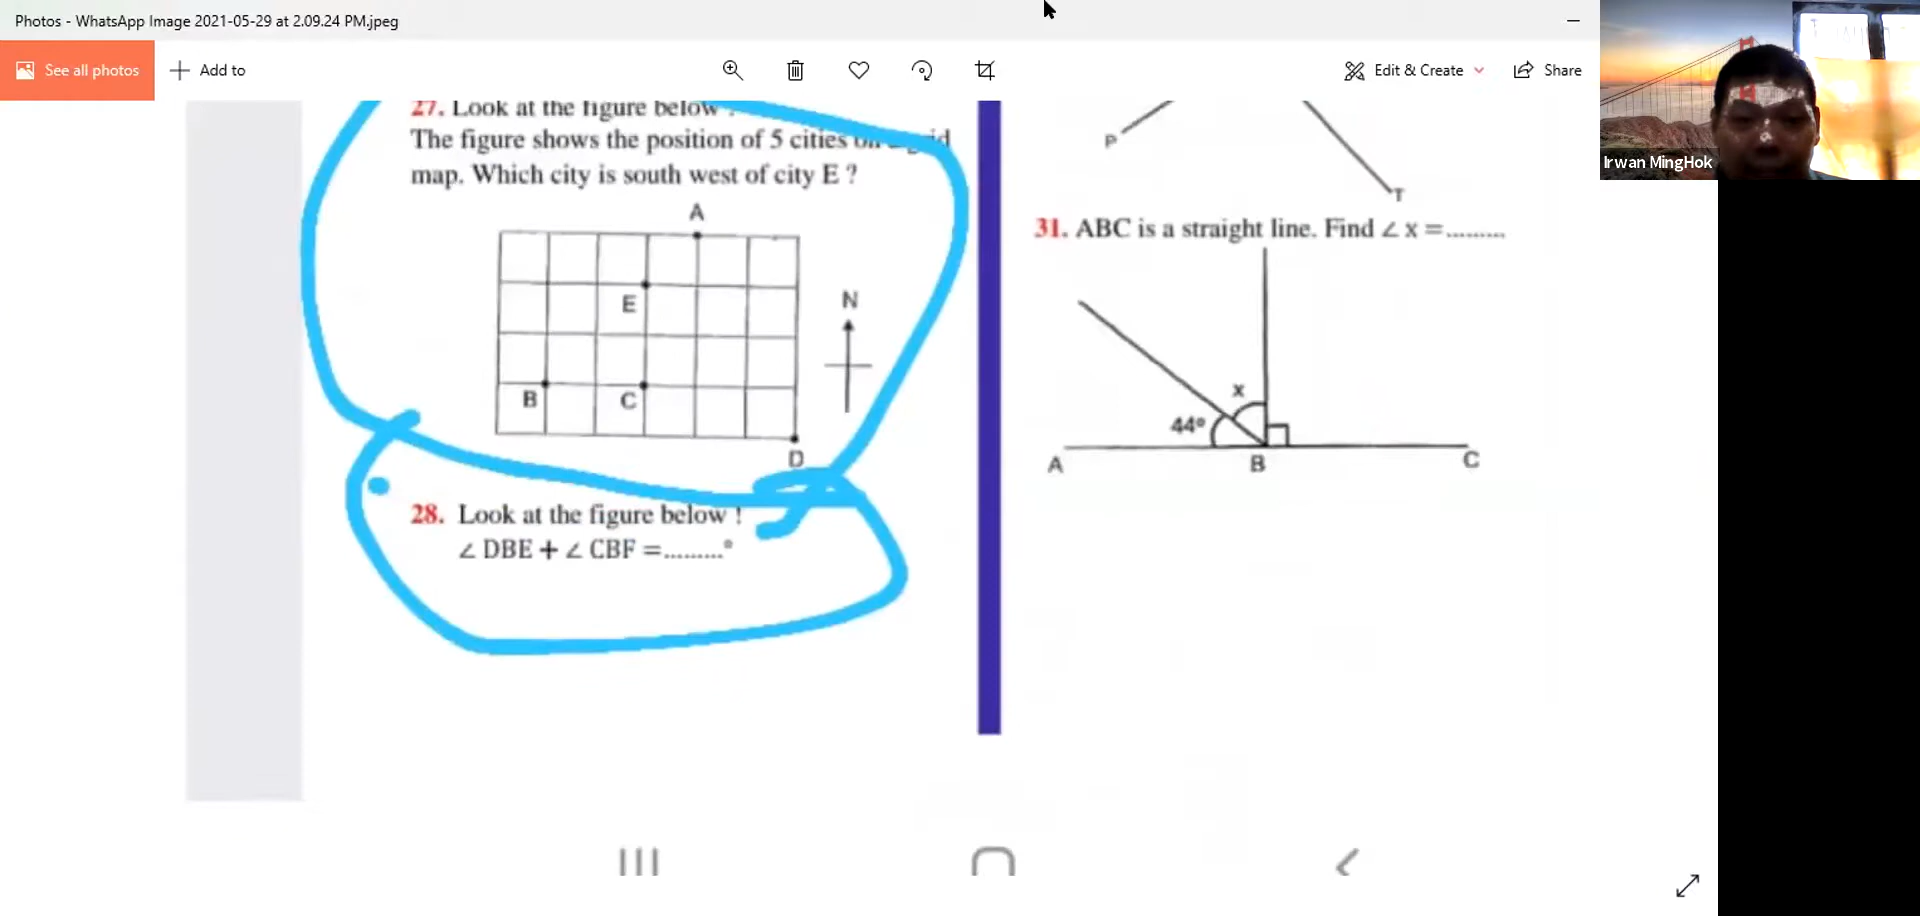 Photos - WhatsApp Image 2021-05-29 at 2.09.24 PM.jpeg
See all photos
Add to
Edit & Create
Share
Irwan MingHok
27. Look at the figure below
The figure shows the position of 5 cities
map. Which city is south west of city E ?
A
E
N
B
C
D
28. Look at the figure below !
∠ DBE + ∠ CBF =.........°
P
T
31. ABC is a straight line. Find ∠ x =.........
x
44°
A
B
C